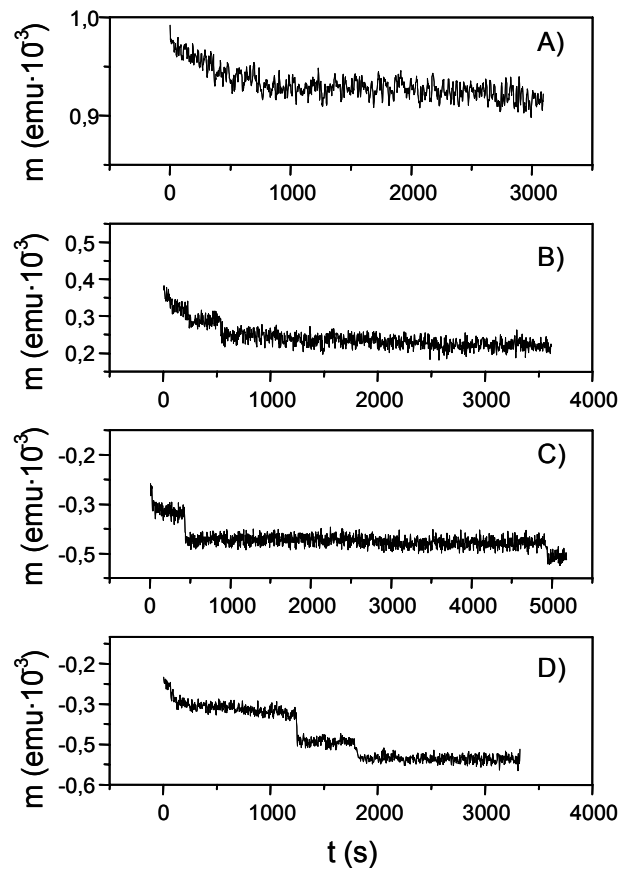 1,0
0,9
m (emu·10⁻³)
A)
0 1000 2000 3000
0,5
0,4
0,3
0,2
m (emu·10⁻³)
B)
0 1000 2000 3000 4000
-0,2
-0,3
-0,5
m (emu·10⁻³)
C)
0 1000 2000 3000 4000 5000
-0,2
-0,3
-0,5
-0,6
m (emu·10⁻³)
D)
0 1000 2000 3000 4000
t (s)